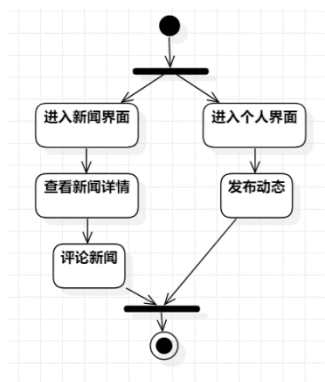 进入新闻界面
进入个人界面
查看新闻详情
发布动态
评论新闻